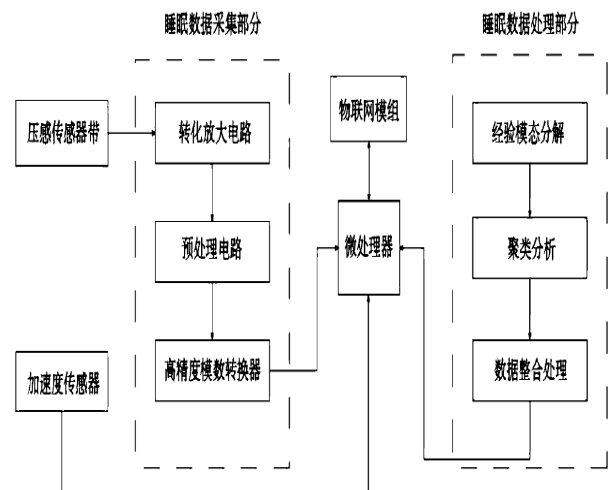 睡眠数据采集部分
睡眠数据处理部分
压感传感器带
转化放大电路
物联网模组
经验模态分解
预处理电路
微处理器
聚类分析
加速度传感器
高精度模数转换器
数据整合处理